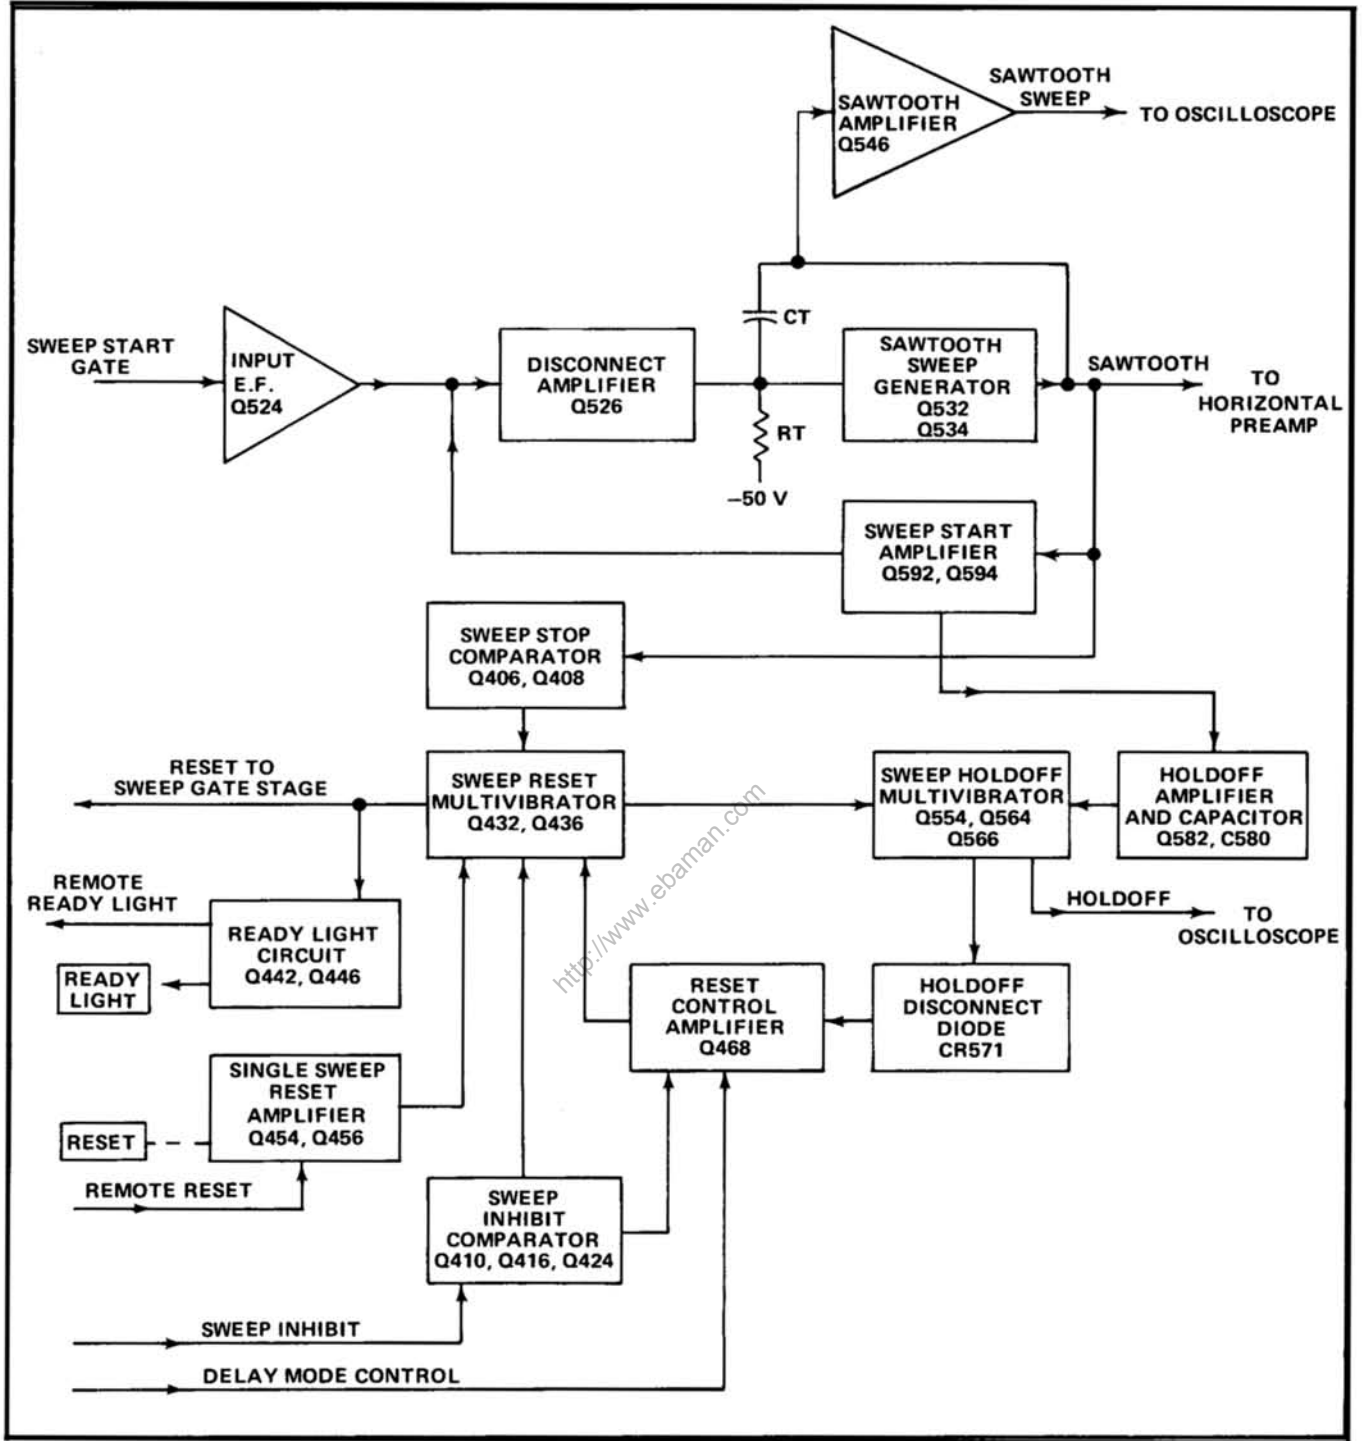 SAWTOOTH
AMPLIFIER
Q546
SAWTOOTH
SWEEP
TO OSCILLOSCOPE
SWEEP START
GATE
INPUT
E.F.
Q524
DISCONNECT
AMPLIFIER
Q526
CT
RT
–50 V
SAWTOOTH
SWEEP
GENERATOR
Q532
Q534
SAWTOOTH
TO
HORIZONTAL
PREAMP
SWEEP START
AMPLIFIER
Q592, Q594
SWEEP STOP
COMPARATOR
Q406, Q408
RESET TO
SWEEP GATE STAGE
SWEEP RESET
MULTIVIBRATOR
Q432, Q436
SWEEP HOLDOFF
MULTIVIBRATOR
Q554, Q564
Q566
HOLDOFF
AMPLIFIER
AND CAPACITOR
Q582, C580
REMOTE
READY LIGHT
READY LIGHT
CIRCUIT
Q442, Q446
READY
LIGHT
HOLDOFF
TO
OSCILLOSCOPE
http://www.ebaman.com
RESET
CONTROL
AMPLIFIER
Q468
HOLDOFF
DISCONNECT
DIODE
CR571
SINGLE SWEEP
RESET
AMPLIFIER
Q454, Q456
RESET
REMOTE RESET
SWEEP
INHIBIT
COMPARATOR
Q410, Q416, Q424
SWEEP INHIBIT
DELAY MODE CONTROL